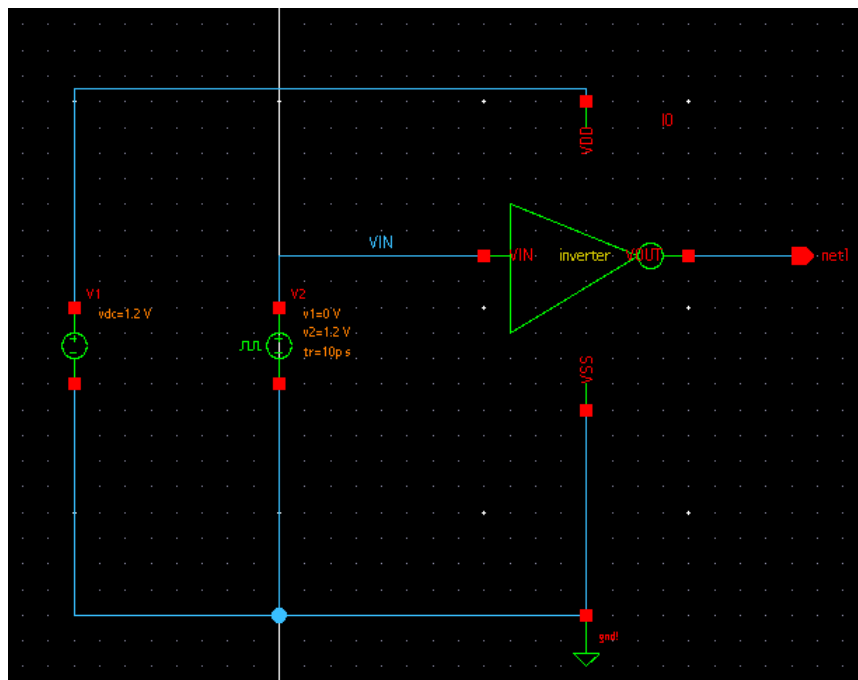 I0
VDD
VIN
VIN
inverter
VOUT
net1
V1
vdc=1.2 V
V2
v1=0 V
v2=1.2 V
tr=10p s
VSS
gnd!